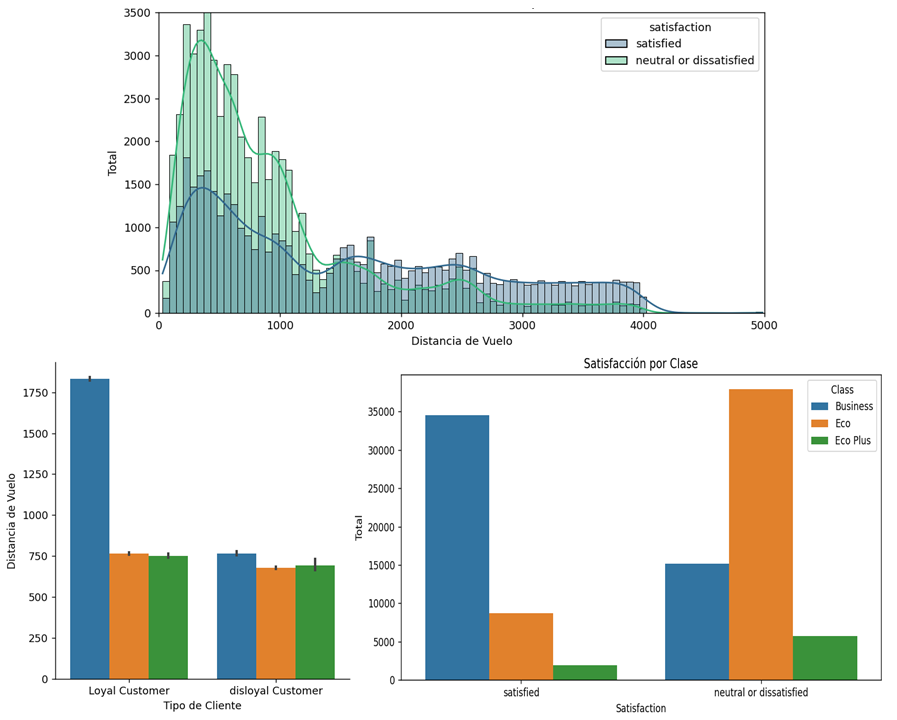 satisfaction
satisfied
neutral or dissatisfied
3500
3000
2500
2000
1500
1000
500
0
Total
0 1000 2000 3000 4000 5000
Distancia de Vuelo
1750
1500
1250
1000
750
500
250
0
Distancia de Vuelo
Loyal Customer disloyal Customer
Tipo de Cliente
Satisfacción por Clase
Class
Business
Eco
Eco Plus
35000
30000
25000
20000
15000
10000
5000
0
Total
satisfied neutral or dissatisfied
Satisfaction